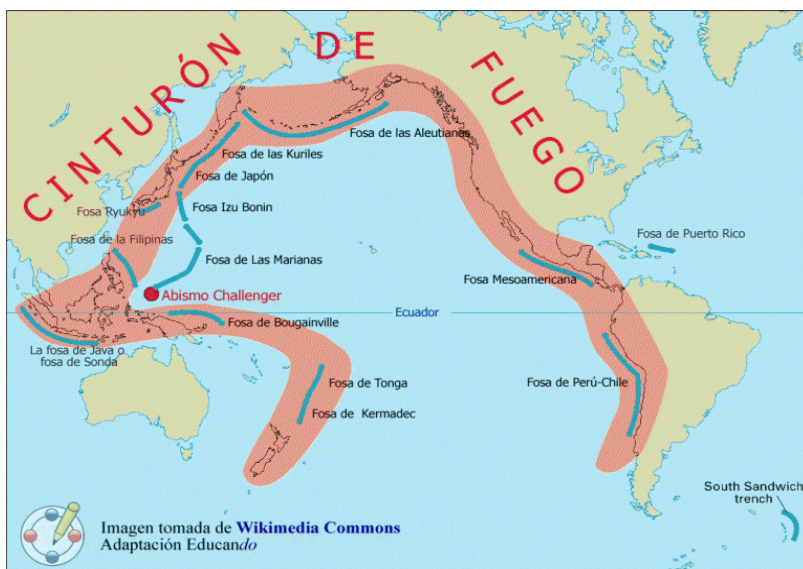 CINTURÓN DE FUEGO
Fosa de las Aleutianas
Fosa de las Kuriles
Fosa de Japón
Fosa Ryukyu
Fosa Izu Bonin
Fosa de la Filipinas
Fosa de Las Marianas
Abismo Challenger
Fosa de Puerto Rico
Fosa Mesoamericana
Ecuador
Fosa de Bougainville
La fosa de Java o
fosa de Sonda
Fosa de Tonga
Fosa de Kermadec
Fosa de Perú-Chile
South Sandwich
trench
Imagen tomada de Wikimedia Commons
Adaptación Educando